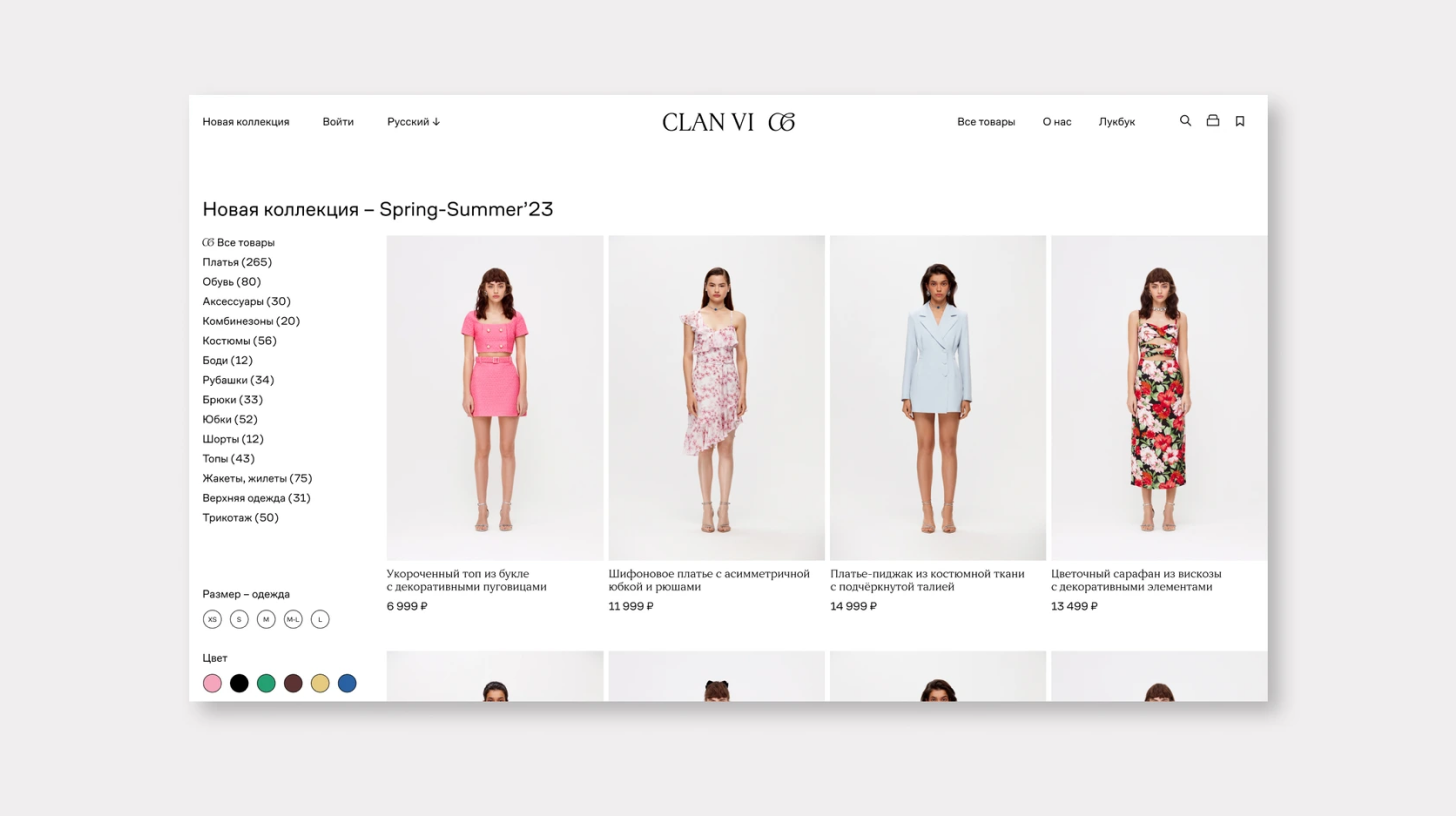 Новая коллекция Войти Русский ↓ CLAN VI Все товары О нас Лукбук
Новая коллекция – Spring-Summer’23
Все товары
Платья (265)
Обувь (80)
Аксессуары (30)
Комбинезоны (20)
Костюмы (56)
Боди (12)
Рубашки (34)
Брюки (33)
Юбки (52)
Шорты (12)
Топы (43)
Жакеты, жилеты (75)
Верхняя одежда (31)
Трикотаж (50)
Размер – одежда
XS S M M-L L
Цвет
Укороченный топ из букле
с декоративными пуговицами
6 999 ₽
Шифоновое платье с асимметричной
юбкой и рюшами
11 999 ₽
Платье-пиджак из костюмной ткани
с подчёркнутой талией
14 999 ₽
Цветочный сарафан из вискозы
с декоративными элементами
13 499 ₽